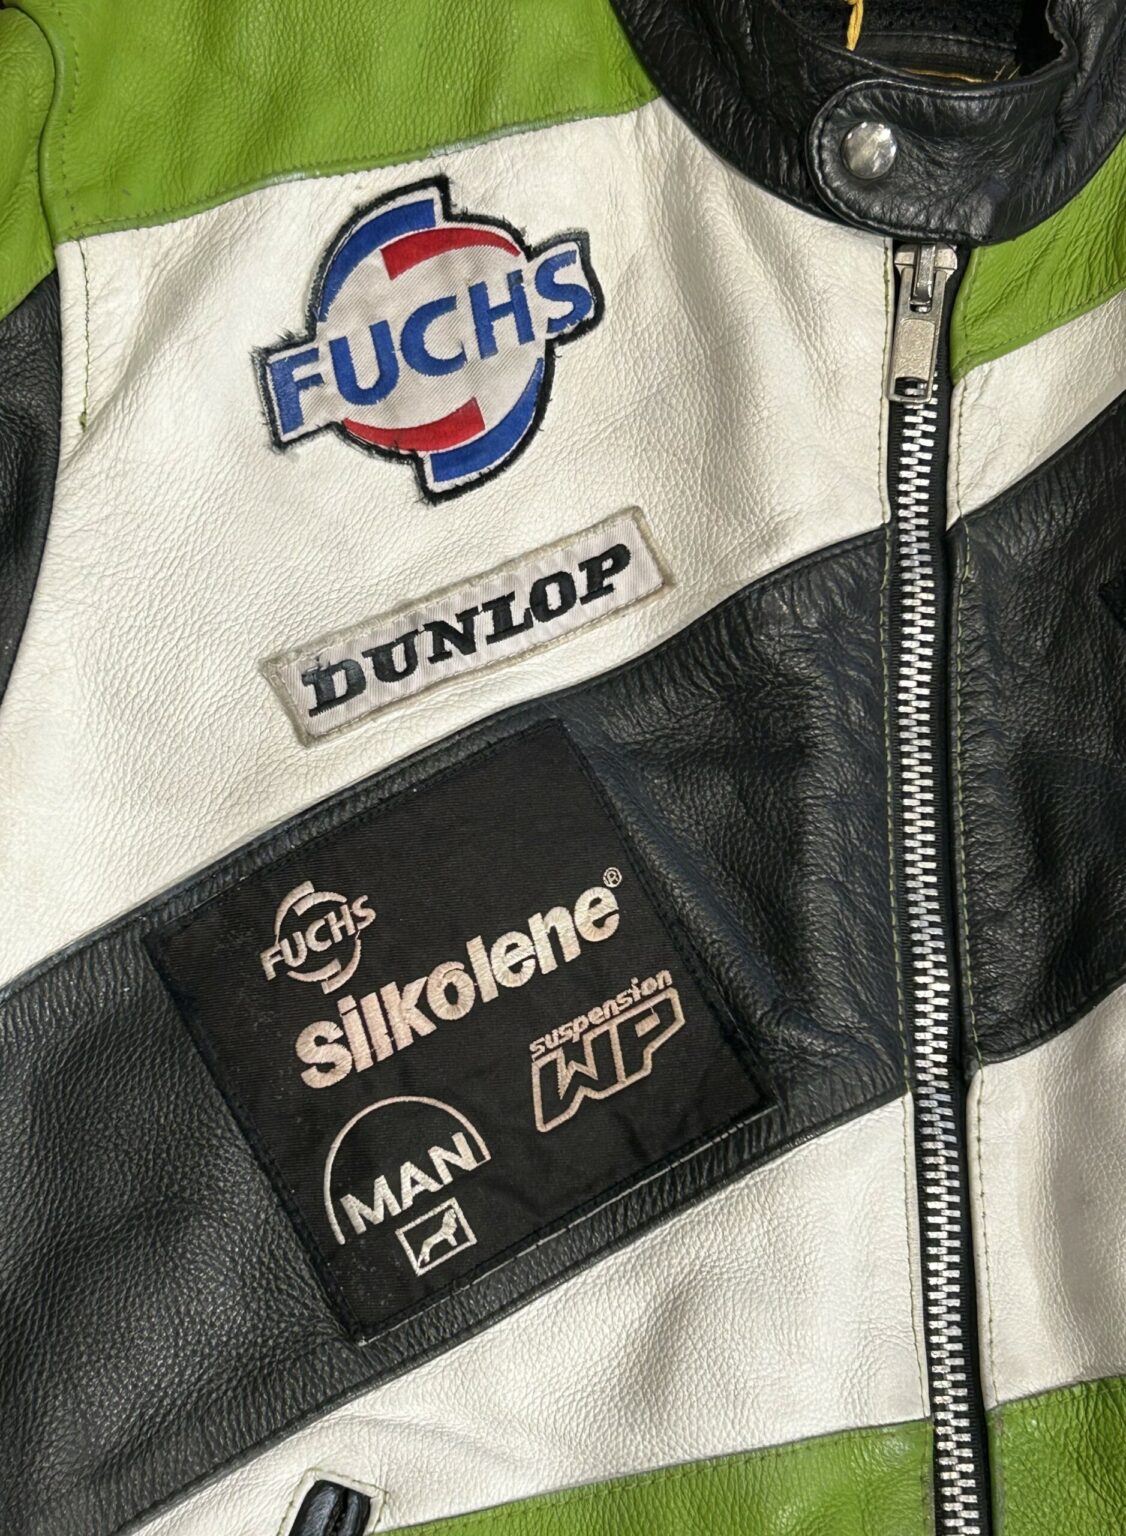 FUCHS
DUNLOP
FUCHS
silkolene®
suspension
WP
MAN